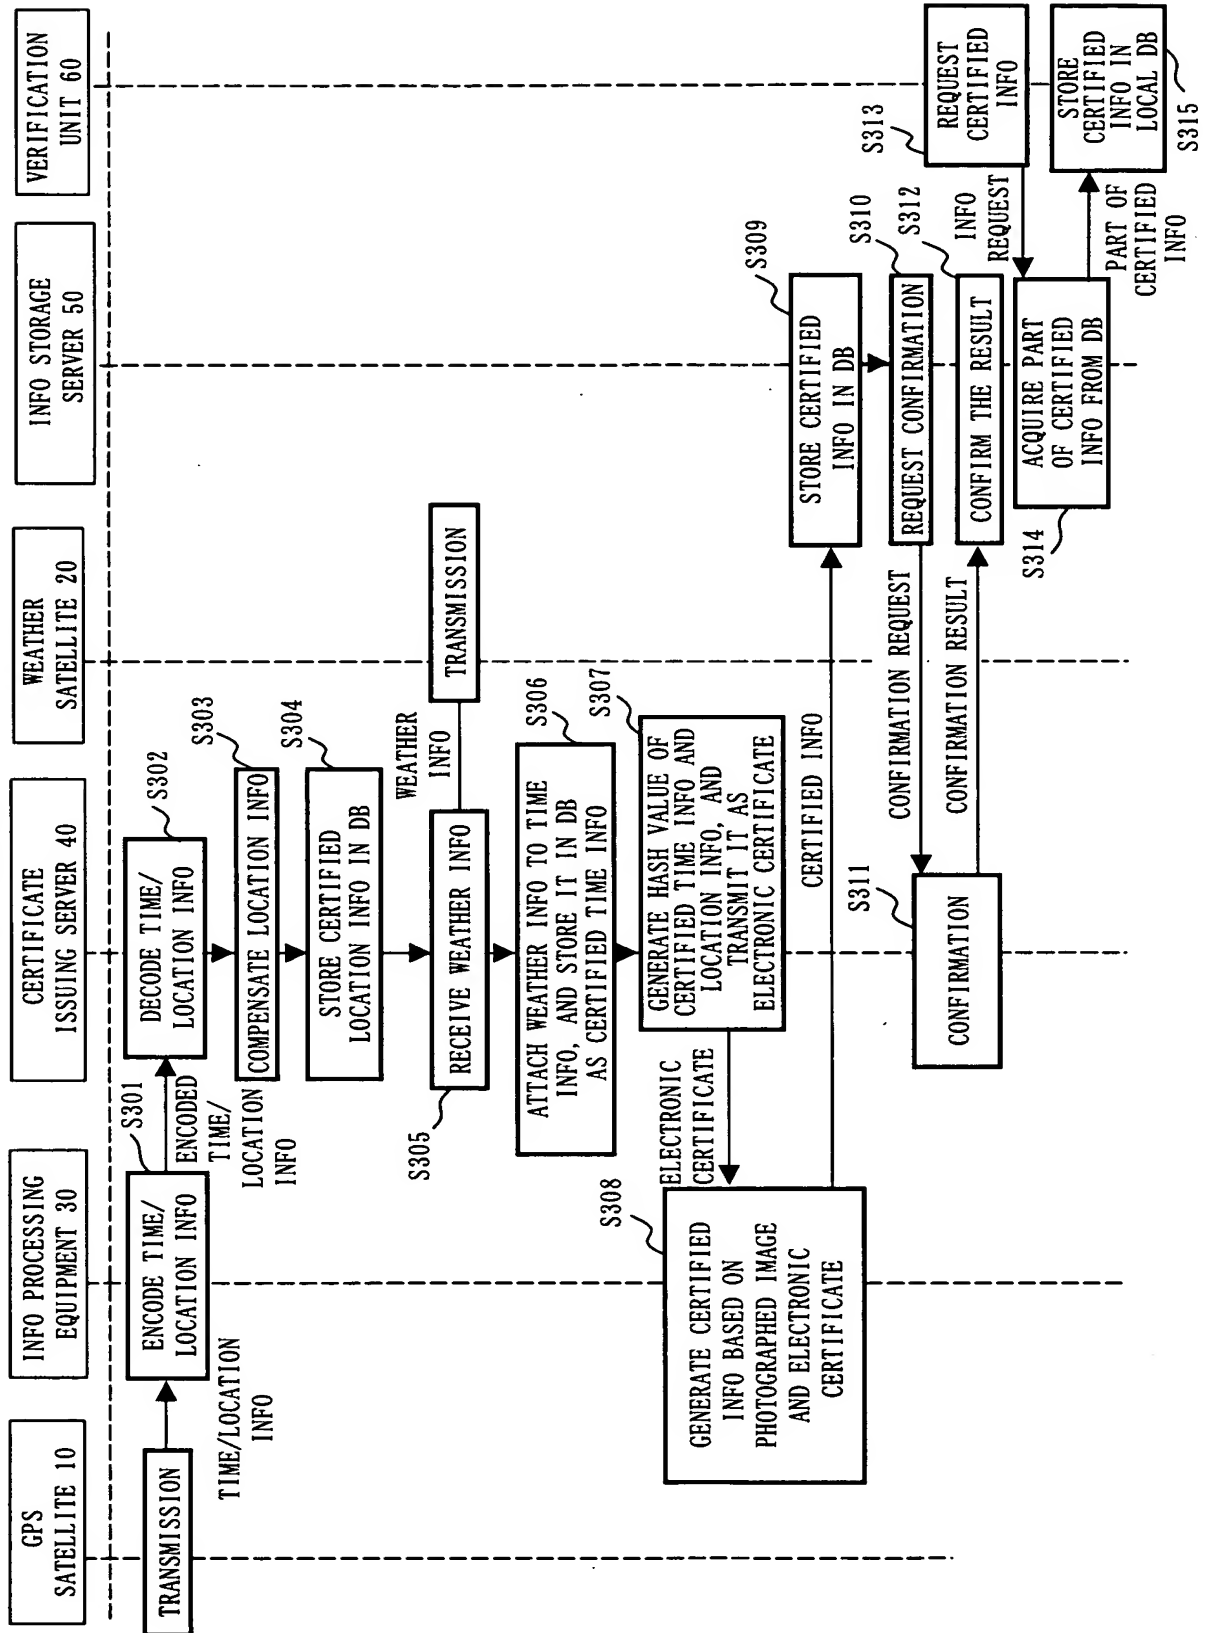 GPS
SATELLITE 10
INFO PROCESSING
EQUIPMENT 30
CERTIFICATE
ISSUING SERVER 40
WEATHER
SATELLITE 20
INFO STORAGE
SERVER 50
VERIFICATION
UNIT 60
TRANSMISSION
TIME/LOCATION
INFO
S301
ENCODE TIME/
LOCATION INFO
ENCODED
TIME/
LOCATION
INFO
S302
DECODE TIME/
LOCATION INFO
S303
COMPENSATE LOCATION INFO
S304
STORE CERTIFIED
LOCATION INFO IN DB
WEATHER
INFO
TRANSMISSION
RECEIVE WEATHER INFO
S305
S306
ATTACH WEATHER INFO TO TIME
INFO, AND STORE IT IN DB
AS CERTIFIED TIME INFO
S307
GENERATE HASH VALUE OF
CERTIFIED TIME INFO AND
LOCATION INFO, AND
TRANSMIT IT AS
ELECTRONIC CERTIFICATE
ELECTRONIC
CERTIFICATE
S308
GENERATE CERTIFIED
INFO BASED ON
PHOTOGRAPHED IMAGE
AND ELECTRONIC
CERTIFICATE
CERTIFIED INFO
S309
STORE CERTIFIED
INFO IN DB
S310
REQUEST CONFIRMATION
CONFIRMATION REQUEST
S311
CONFIRMATION
CONFIRMATION RESULT
S312
CONFIRM THE RESULT
S313
REQUEST
CERTIFIED
INFO
INFO
REQUEST
S314
ACQUIRE PART
OF CERTIFIED
INFO FROM DB
PART OF
CERTIFIED
INFO
STORE
CERTIFIED
INFO IN
LOCAL DB
S315